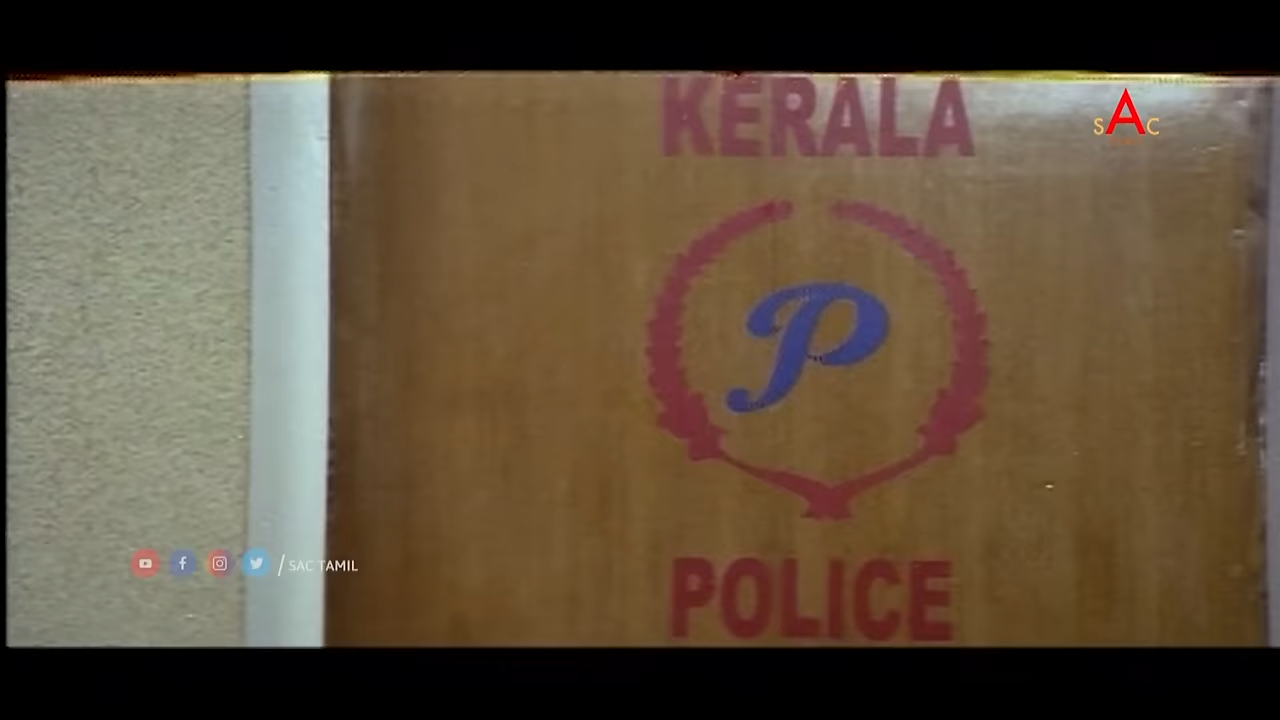 KERALA
SAC
P
POLICE
/ SAC TAMIL